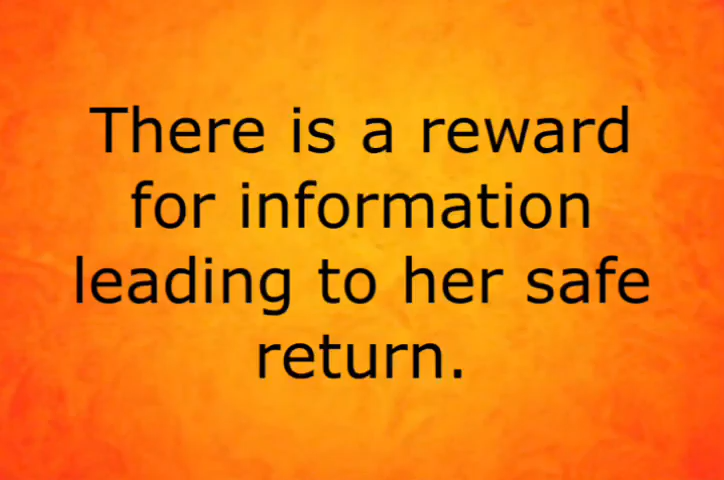 There is a reward
for information
leading to her safe
return.